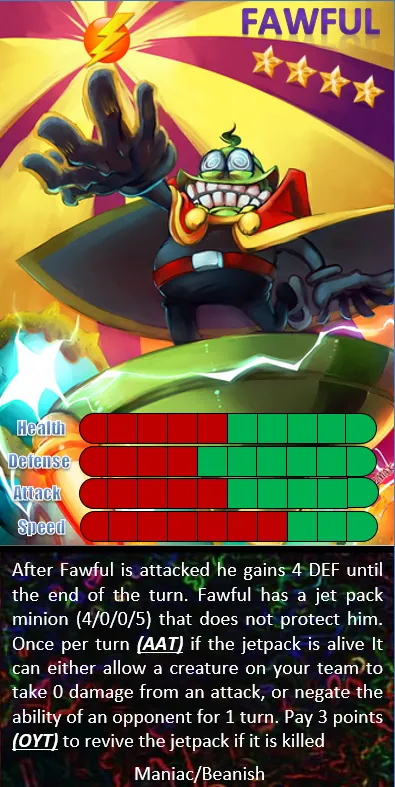 FAWFUL
Health
Defense
Attack
Speed
After Fawful is attacked he gains 4 DEF until
the end of the turn. Fawful has a jet pack
minion (4/0/0/5) that does not protect him.
Once per turn (AAT) if the jetpack is alive It
can either allow a creature on your team to
take 0 damage from an attack, or negate the
ability of an opponent for 1 turn. Pay 3 points
(OYT) to revive the jetpack if it is killed
Maniac/Beanish